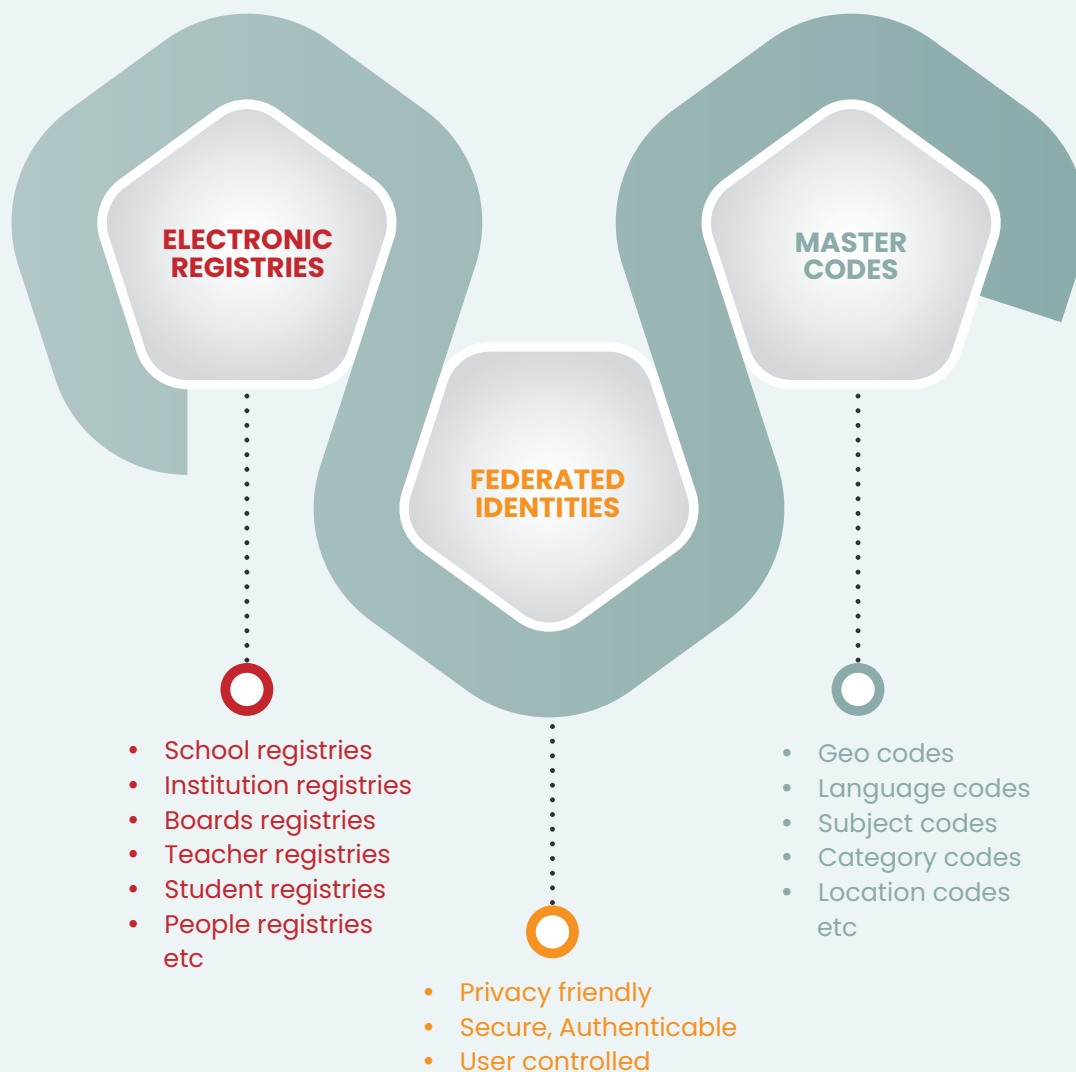 ELECTRONIC
REGISTRIES
MASTER
CODES
FEDERATED
IDENTITIES
• School registries
• Institution registries
• Boards registries
• Teacher registries
• Student registries
• People registries
etc
• Geo codes
• Language codes
• Subject codes
• Category codes
• Location codes
etc
• Privacy friendly
• Secure, Authenticable
• User controlled